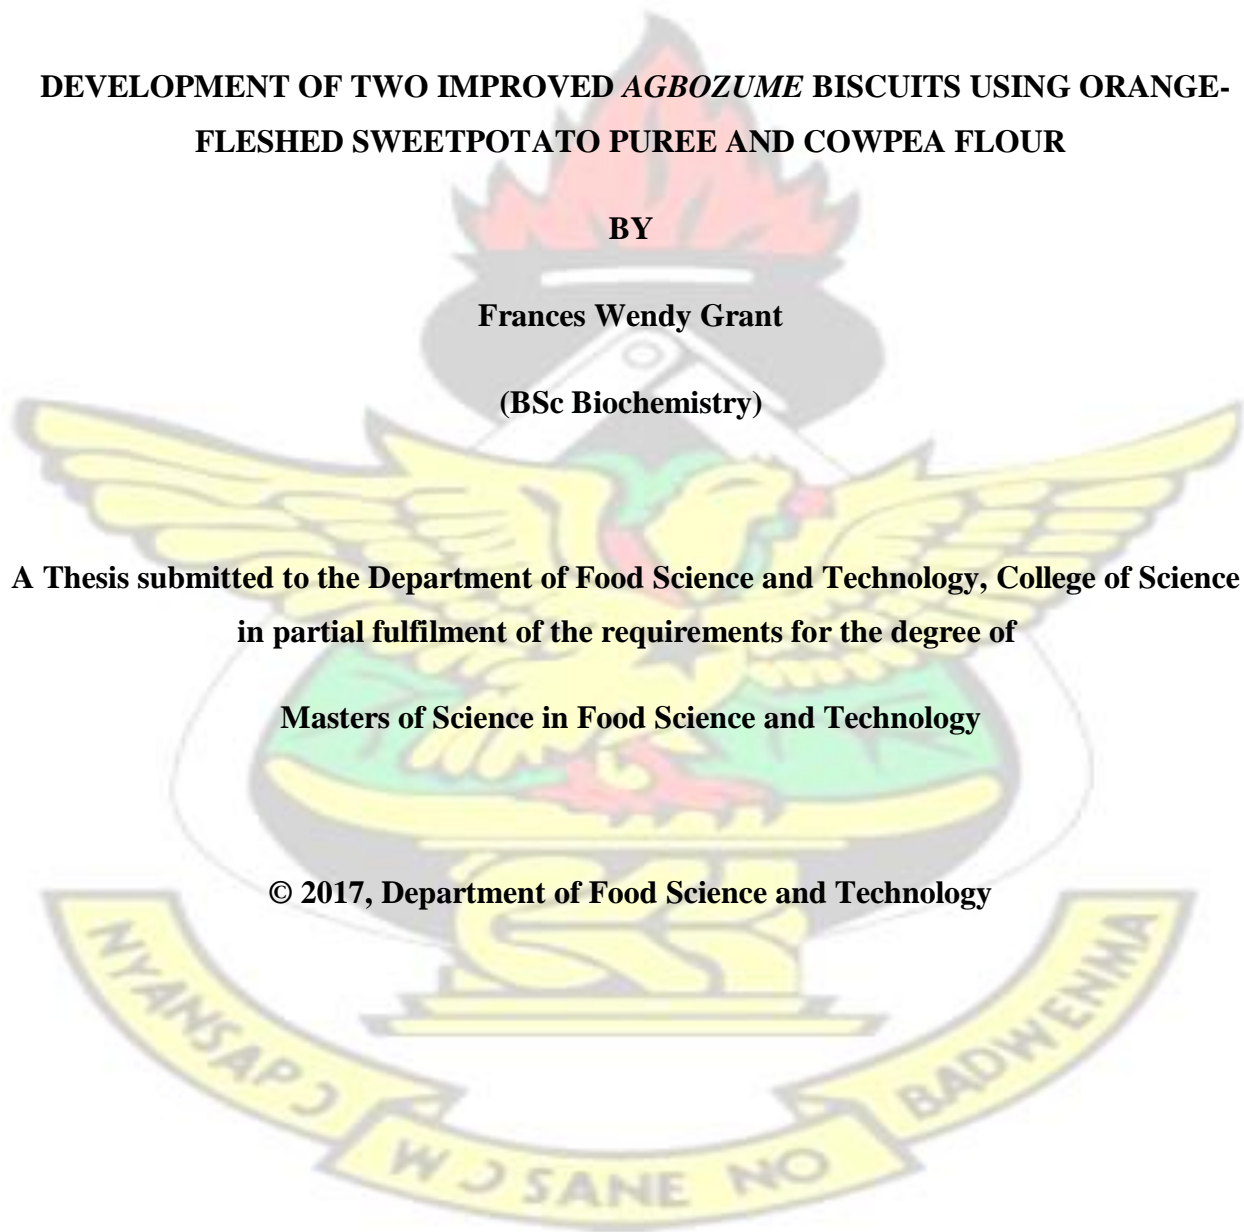 DEVELOPMENT OF TWO IMPROVED AGBOZUME BISCUITS USING ORANGE-
FLESHED SWEETPOTATO PUREE AND COWPEA FLOUR
BY
Frances Wendy Grant
(BSc Biochemistry)
A Thesis submitted to the Department of Food Science and Technology, College of Science
in partial fulfilment of the requirements for the degree of
Masters of Science in Food Science and Technology
© 2017, Department of Food Science and Technology
NYANSAPƆ
WƆSANE NO
BADWENMA